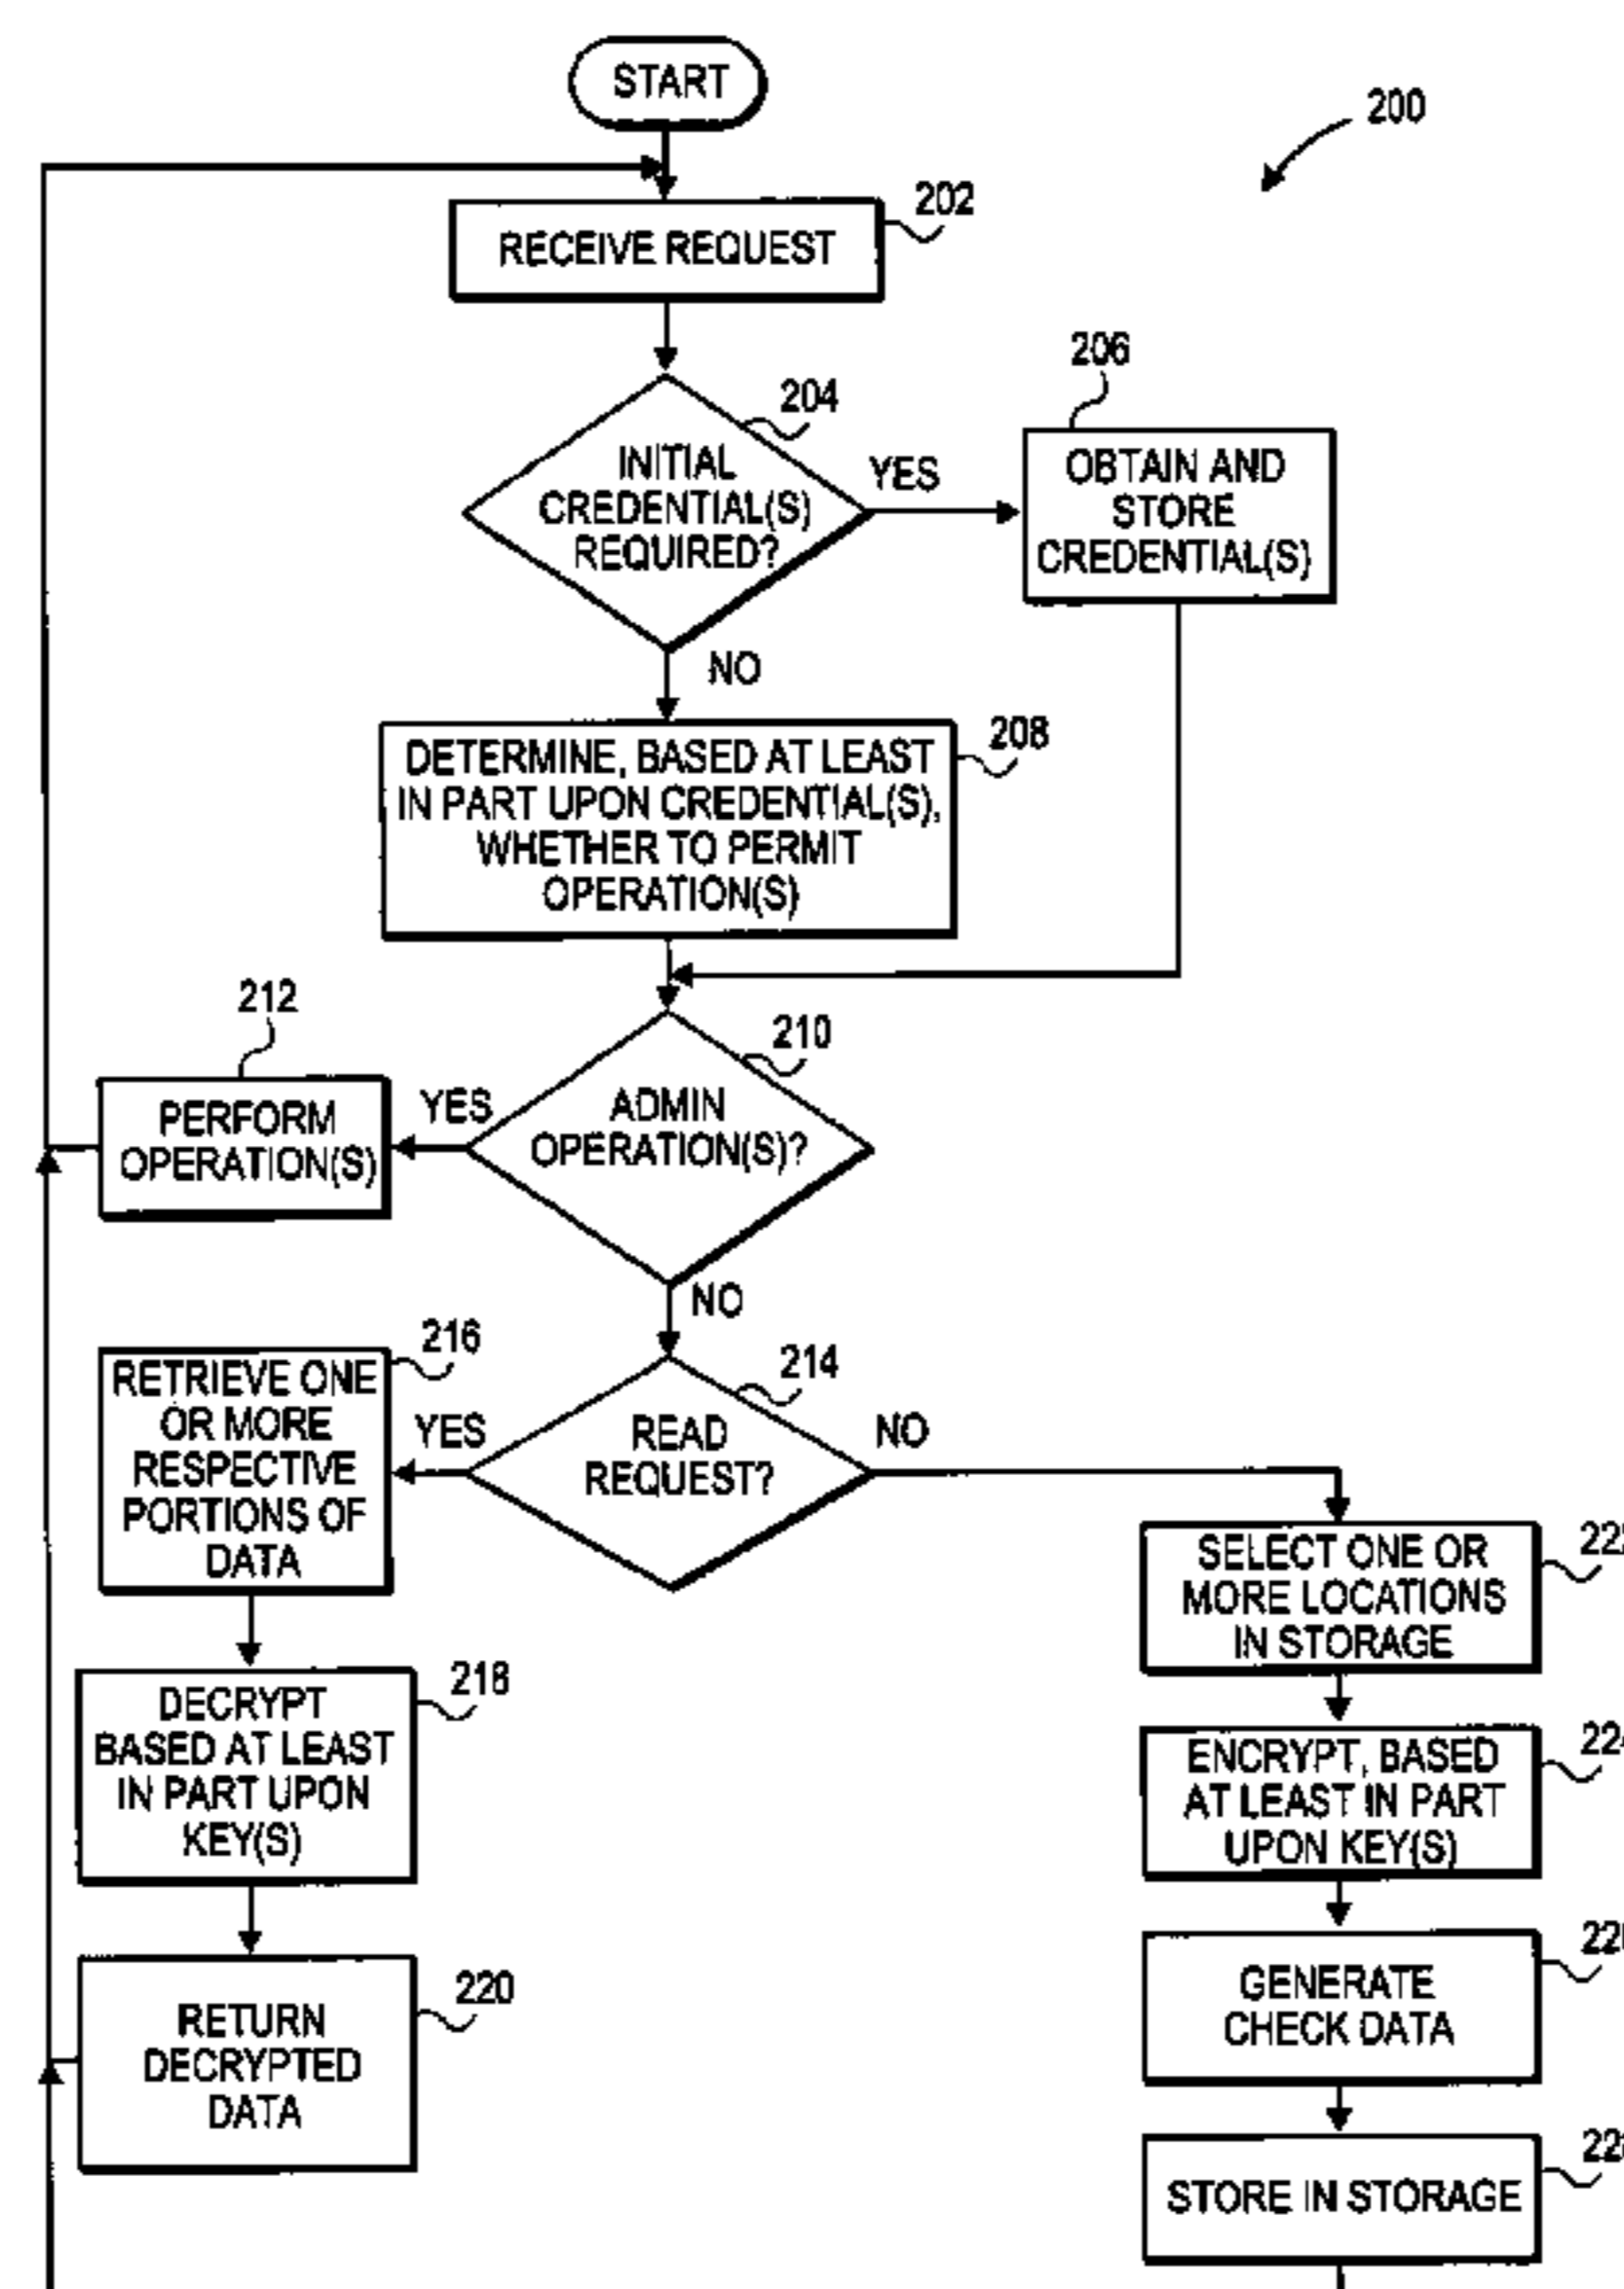 START
200
202
RECEIVE REQUEST
206
204
INITIAL
CREDENTIAL(S)
REQUIRED?
YES
OBTAIN AND
STORE
CREDENTIAL(S)
NO
208
DETERMINE, BASED AT LEAST
IN PART UPON CREDENTIAL(S),
WHETHER TO PERMIT
OPERATION(S)
212
210
PERFORM
OPERATION(S)
YES
ADMIN
OPERATION(S)?
NO
216
214
RETRIEVE ONE
OR MORE
RESPECTIVE
PORTIONS OF
DATA
YES
READ
REQUEST?
NO
SELECT ONE OR
MORE LOCATIONS
IN STORAGE
218
DECRYPT
BASED AT LEAST
IN PART UPON
KEY(S)
ENCRYPT, BASED
AT LEAST IN PART
UPON KEY(S)
220
RETURN
DECRYPTED
DATA
GENERATE
CHECK DATA
STORE IN STORAGE